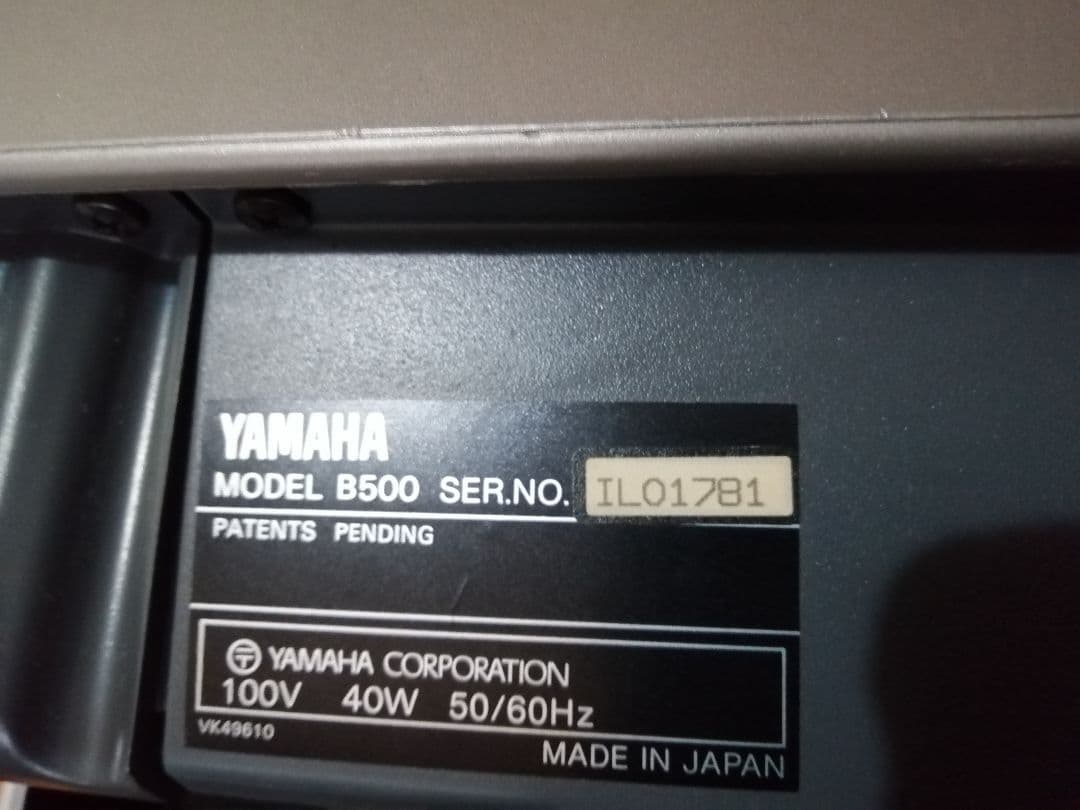 YAMAHA
MODEL B500 SER.NO. IL01781
PATENTS PENDING
〒 YAMAHA CORPORATION
100V 40W 50/60Hz
VK49610
MADE IN JAPAN